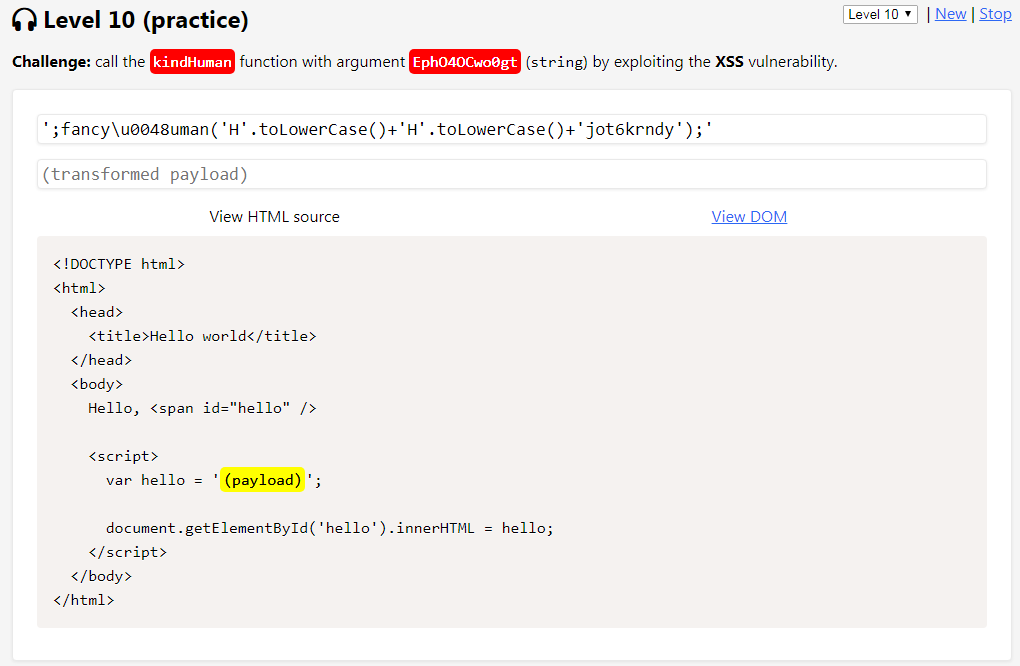 Level 10 (practice)
Level 10 ▼ | New | Stop
Challenge: call the kindHuman function with argument EphO4OCwo0gt (string) by exploiting the XSS vulnerability.
';fancy\u0048uman('H'.toLowerCase()+'H'.toLowerCase()+'jot6krndy');'
(transformed payload)
View HTML source
View DOM
<!DOCTYPE html>
<html>
<head>
<title>Hello world</title>
</head>
<body>
Hello, <span id="hello" />
<script>
var hello = '(payload)';
document.getElementById('hello').innerHTML = hello;
</script>
</body>
</html>